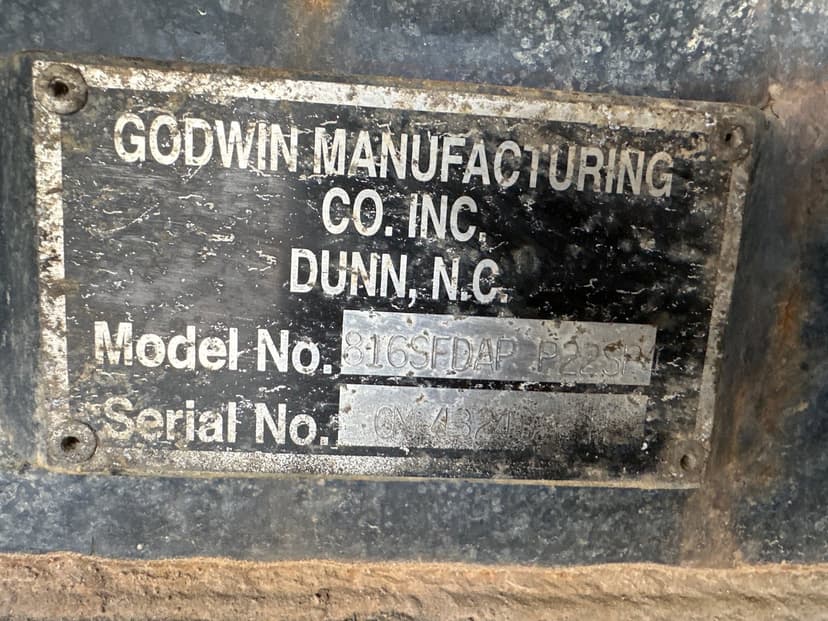 GODWIN MANUFACTURING
CO. INC.
DUNN, N.C.
Model No. 816SFDAP
Serial No.